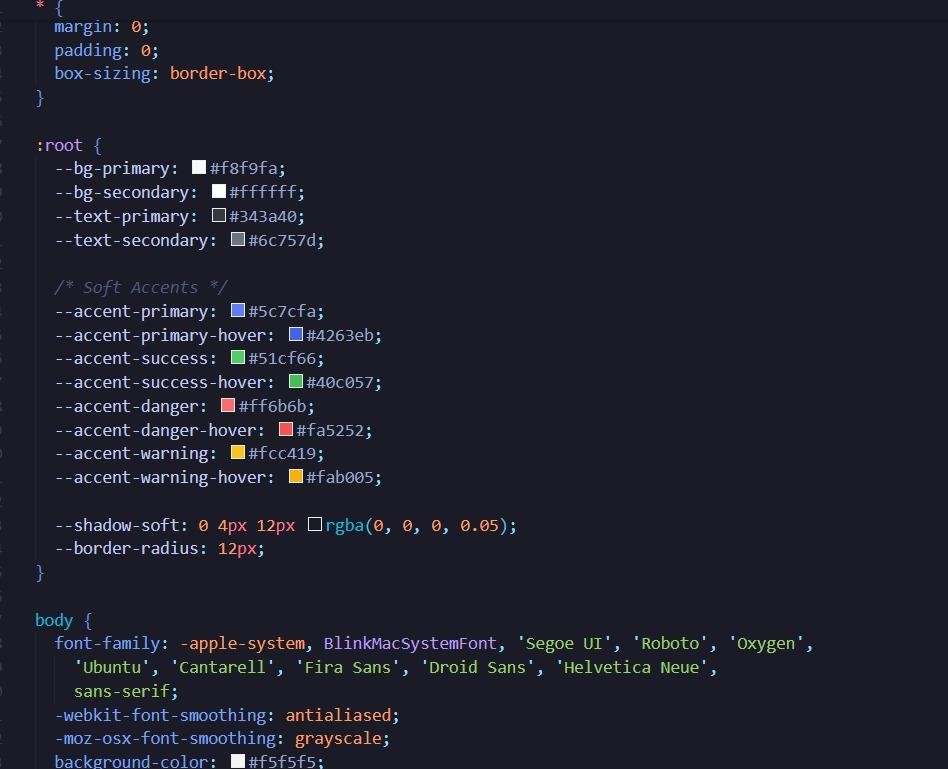 * {
margin: 0;
padding: 0;
box-sizing: border-box;
}
:root {
--bg-primary: #f8f9fa;
--bg-secondary: #ffffff;
--text-primary: #343a40;
--text-secondary: #6c757d;
/* Soft Accents */
--accent-primary: #5c7cfa;
--accent-primary-hover: #4263eb;
--accent-success: #51cf66;
--accent-success-hover: #40c057;
--accent-danger: #ff6b6b;
--accent-danger-hover: #fa5252;
--accent-warning: #fcc419;
--accent-warning-hover: #fab005;
--shadow-soft: 0 4px 12px rgba(0, 0, 0, 0.05);
--border-radius: 12px;
}
body {
font-family: -apple-system, BlinkMacSystemFont, 'Segoe UI', 'Roboto', 'Oxygen',
'Ubuntu', 'Cantarell', 'Fira Sans', 'Droid Sans', 'Helvetica Neue',
sans-serif;
-webkit-font-smoothing: antialiased;
-moz-osx-font-smoothing: grayscale;
background-color: #f5f5f5;